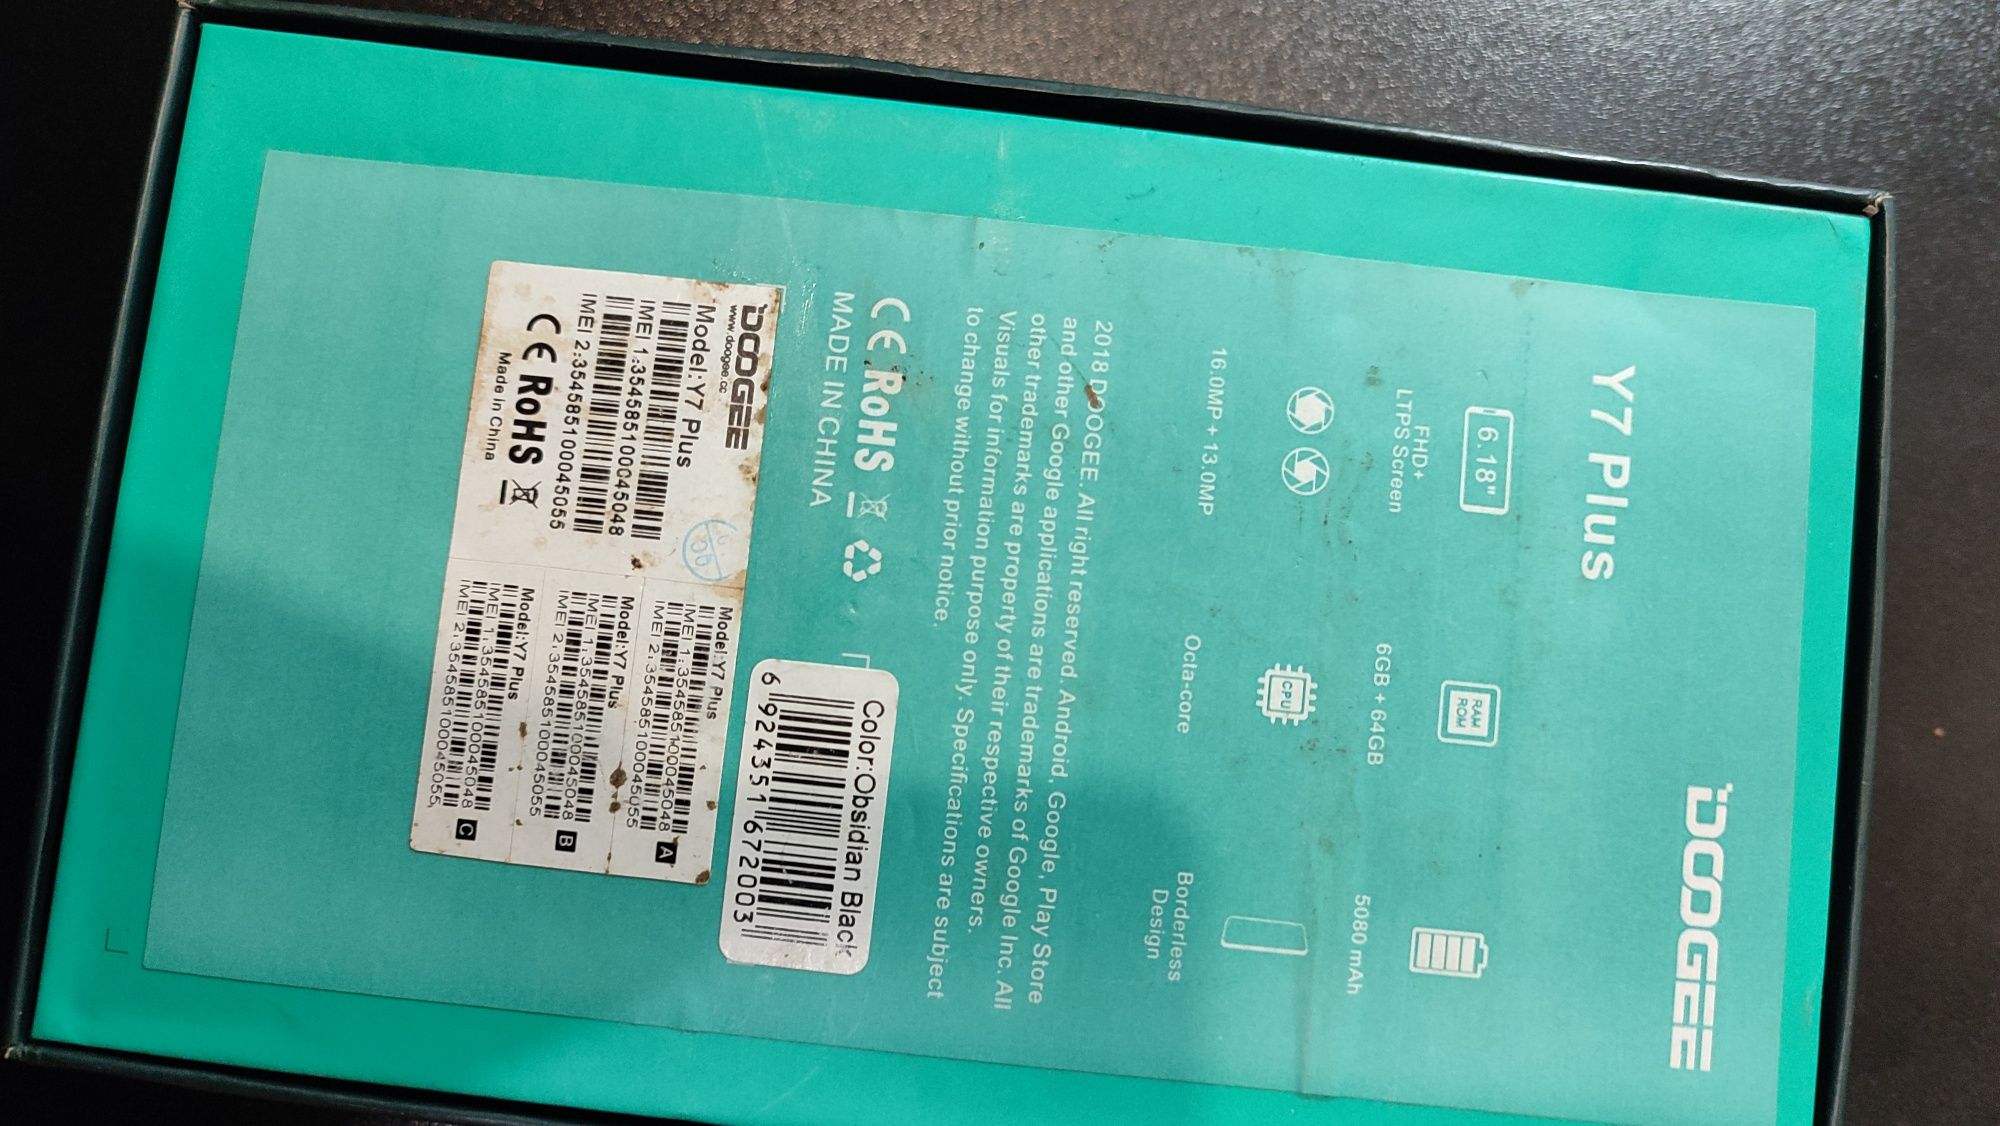 Y7 Plus
DOOGEE
6.18"
FHD+
LTPS Screen
RAM
ROM
6GB + 64GB
5080 mAh
16.0MP + 13.0MP
CPU
Octa-core
Borderless
Design
2018 DOOGEE. All right reserved. Android, Google, Play Store
and other Google applications are trademarks of Google Inc. All
other trademarks are property of their respective owners.
Visuals for information purpose only. Specifications are subject
to change without prior notice.
CE RoHS
MADE IN CHINA
Color:Obsidian Black
6 924351 672003
DOOGEE
www.doogee.cc
Model:Y7 Plus
IMEI 1:354585100045048
IMEI 2:354585100045055
CE RoHS
Made in China
Model:Y7 Plus
IMEI 1:354585100045048
IMEI 2:354585100045055
A
Model:Y7 Plus
IMEI 1:354585100045048
IMEI 2:354585100045055
B
Model:Y7 Plus
IMEI 1:354585100045048
IMEI 2:354585100045055
C